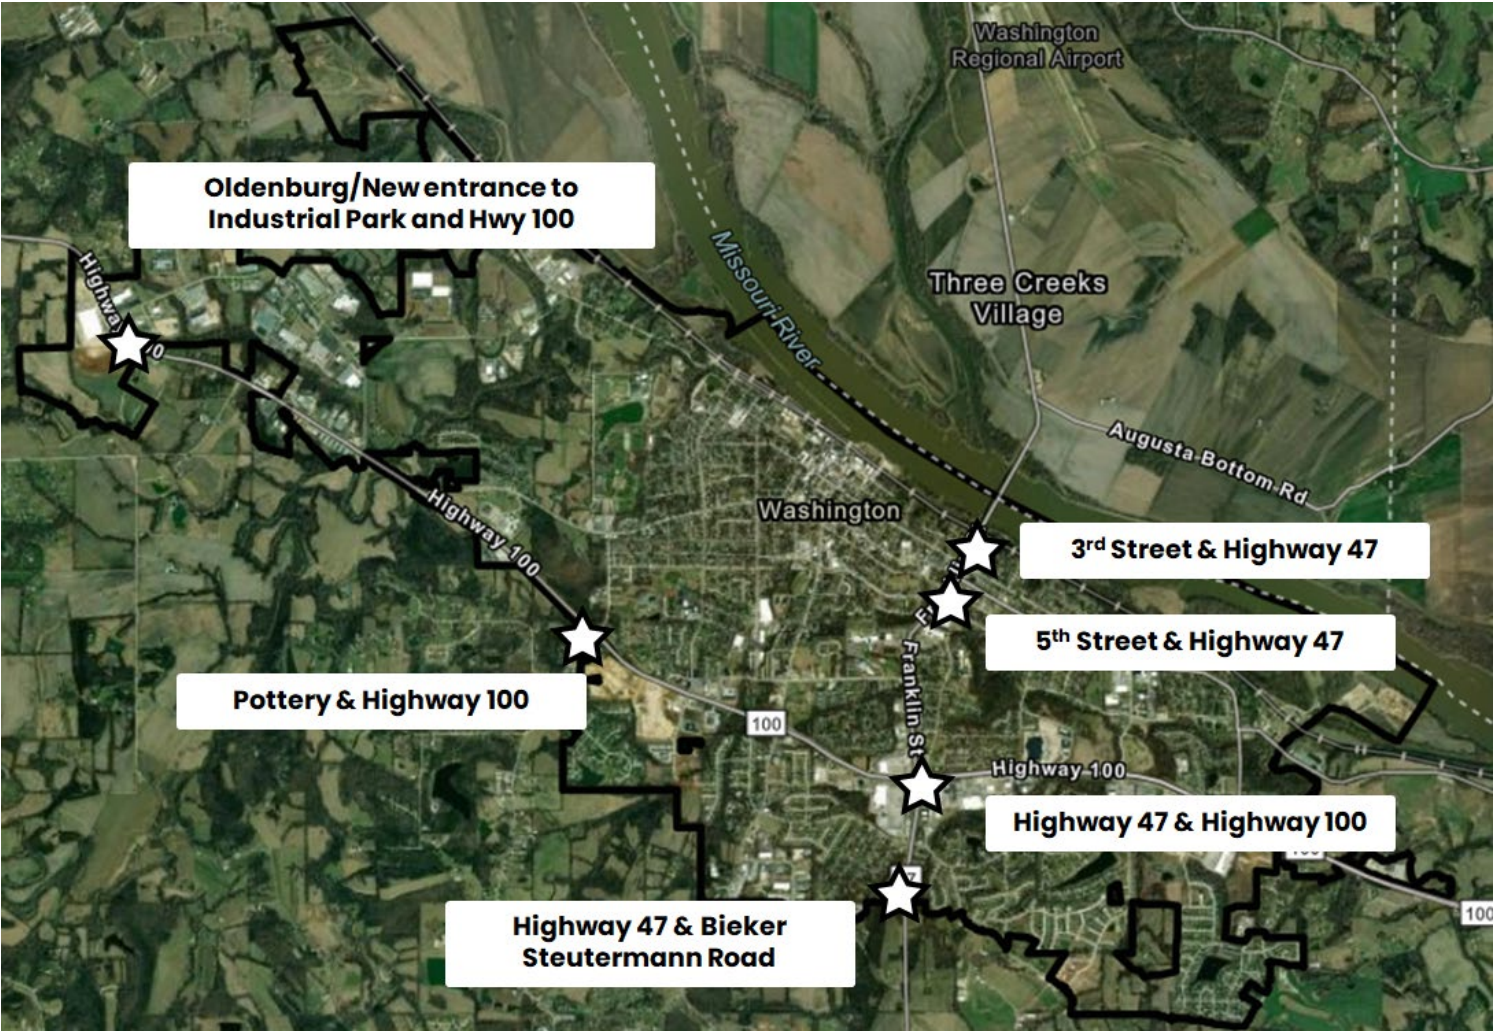 Washington
Regional Airport
Oldenburg/New entrance to
Industrial Park and Hwy 100
Missouri River
Three Creeks
Village
Augusta Bottom Rd
Highway 100
Washington
3rd Street & Highway 47
5th Street & Highway 47
Franklin St
Pottery & Highway 100
100
Highway 100
Highway 47 & Highway 100
100
Highway 47 & Bieker
Steutermann Road